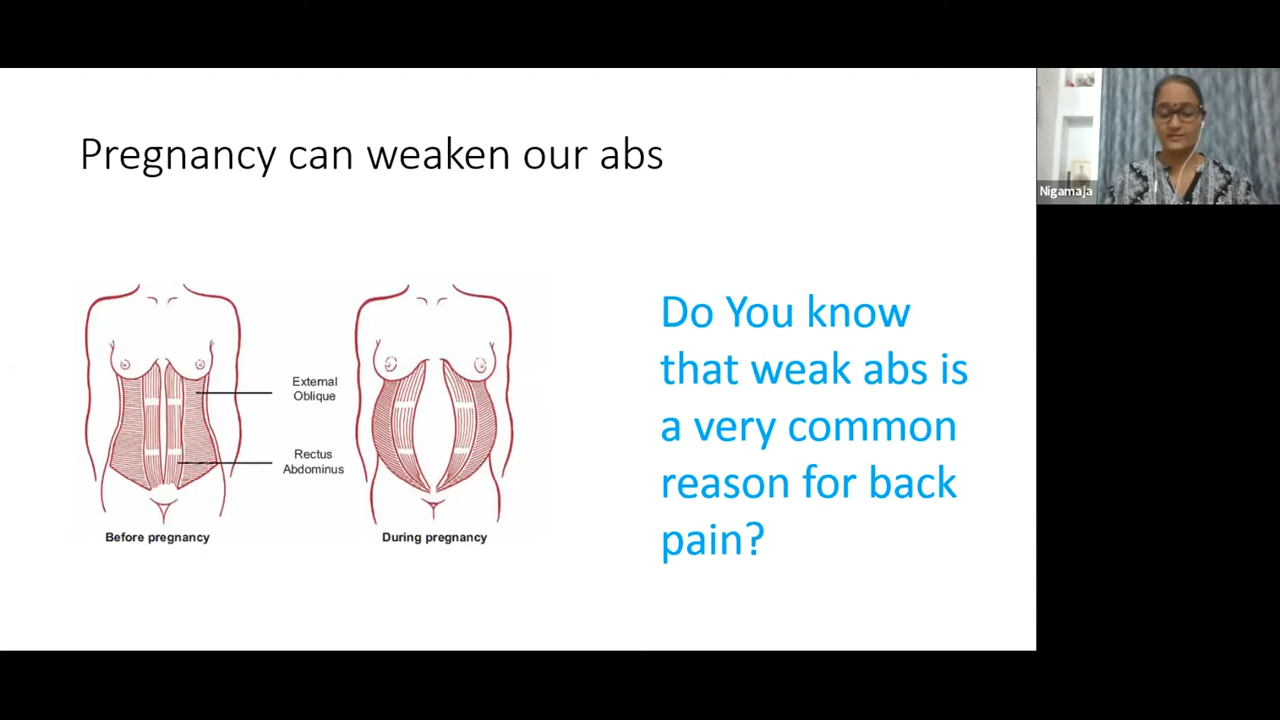 Pregnancy can weaken our abs
Nigamaja
External
Oblique
Rectus
Abdominus
Before pregnancy
During pregnancy
Do You know
that weak abs is
a very common
reason for back
pain?